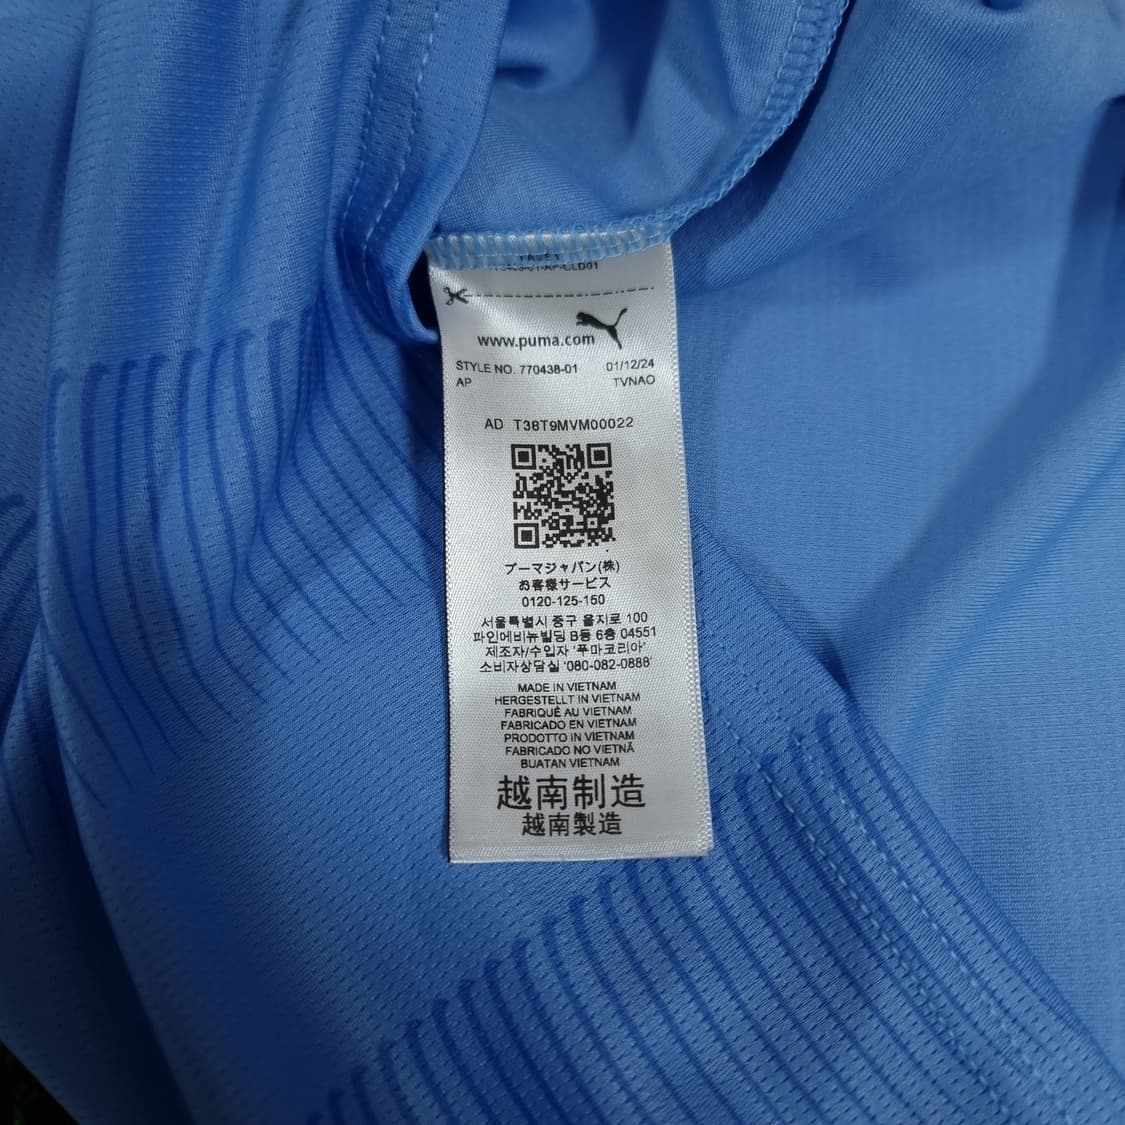 www.puma.com
STYLE NO. 770438-01 01/12/24
AP TVNAO
AD T38T9MVM00022
プーマジャパン(株)
お客様サービス
0120-125-150
서울특별시 중구 을지로 100
파인에비뉴빌딩 B동 6층 04551
제조자/수입자 '푸마코리아'
소비자상담실 '080-082-0888'
MADE IN VIETNAM
HERGESTELLT IN VIETNAM
FABRIQUÉ AU VIETNAM
FABRICADO EN VIETNAM
PRODOTTO IN VIETNAM
FABRICADO NO VIETNÃ
BUATAN VIETNAM
越南制造
越南製造